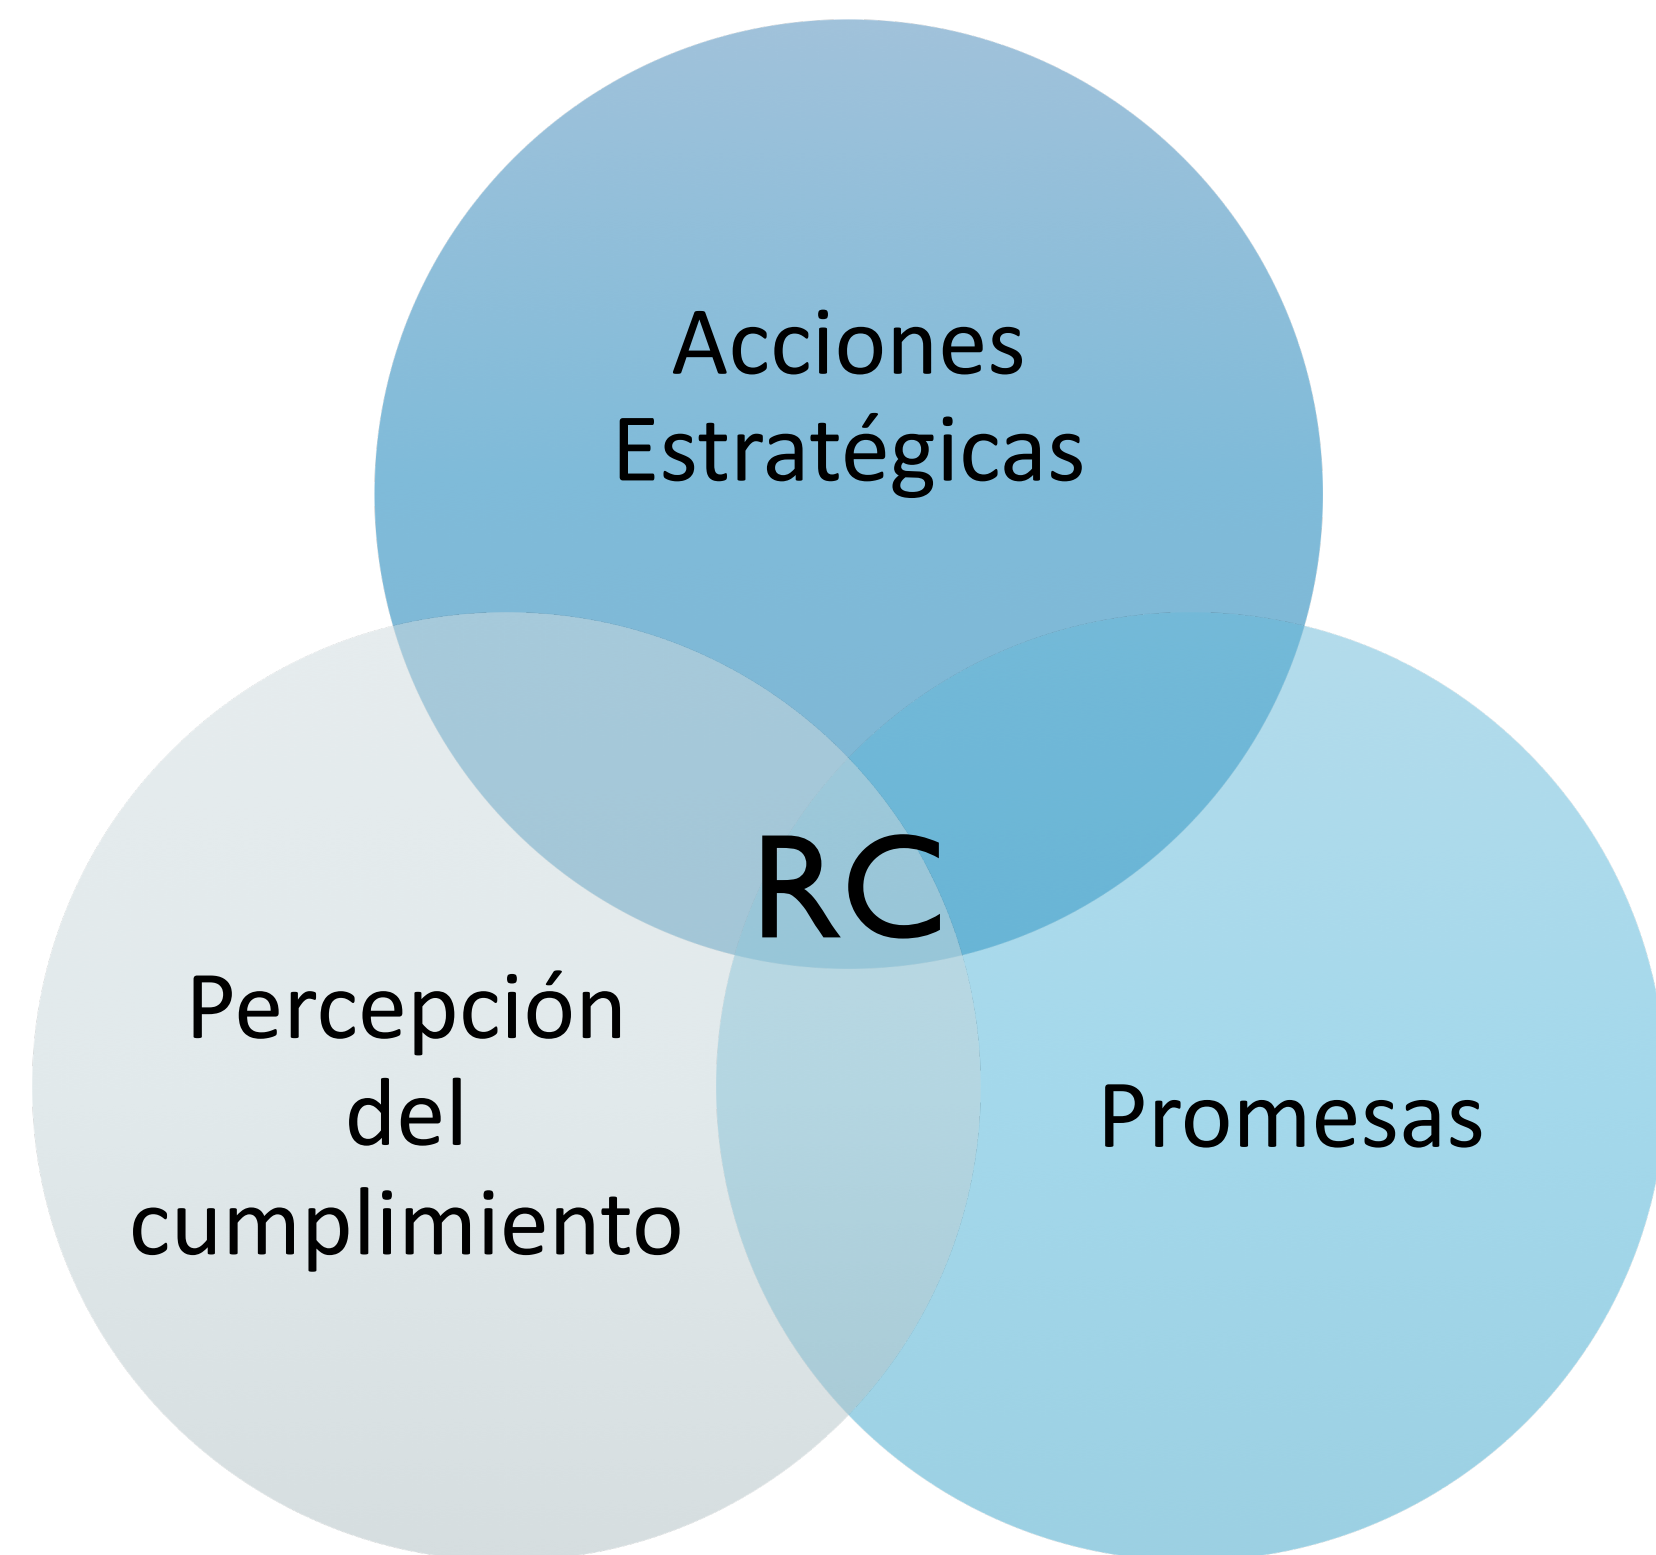 Acciones
Estratégicas
RC
Percepción
del
cumplimiento
Promesas